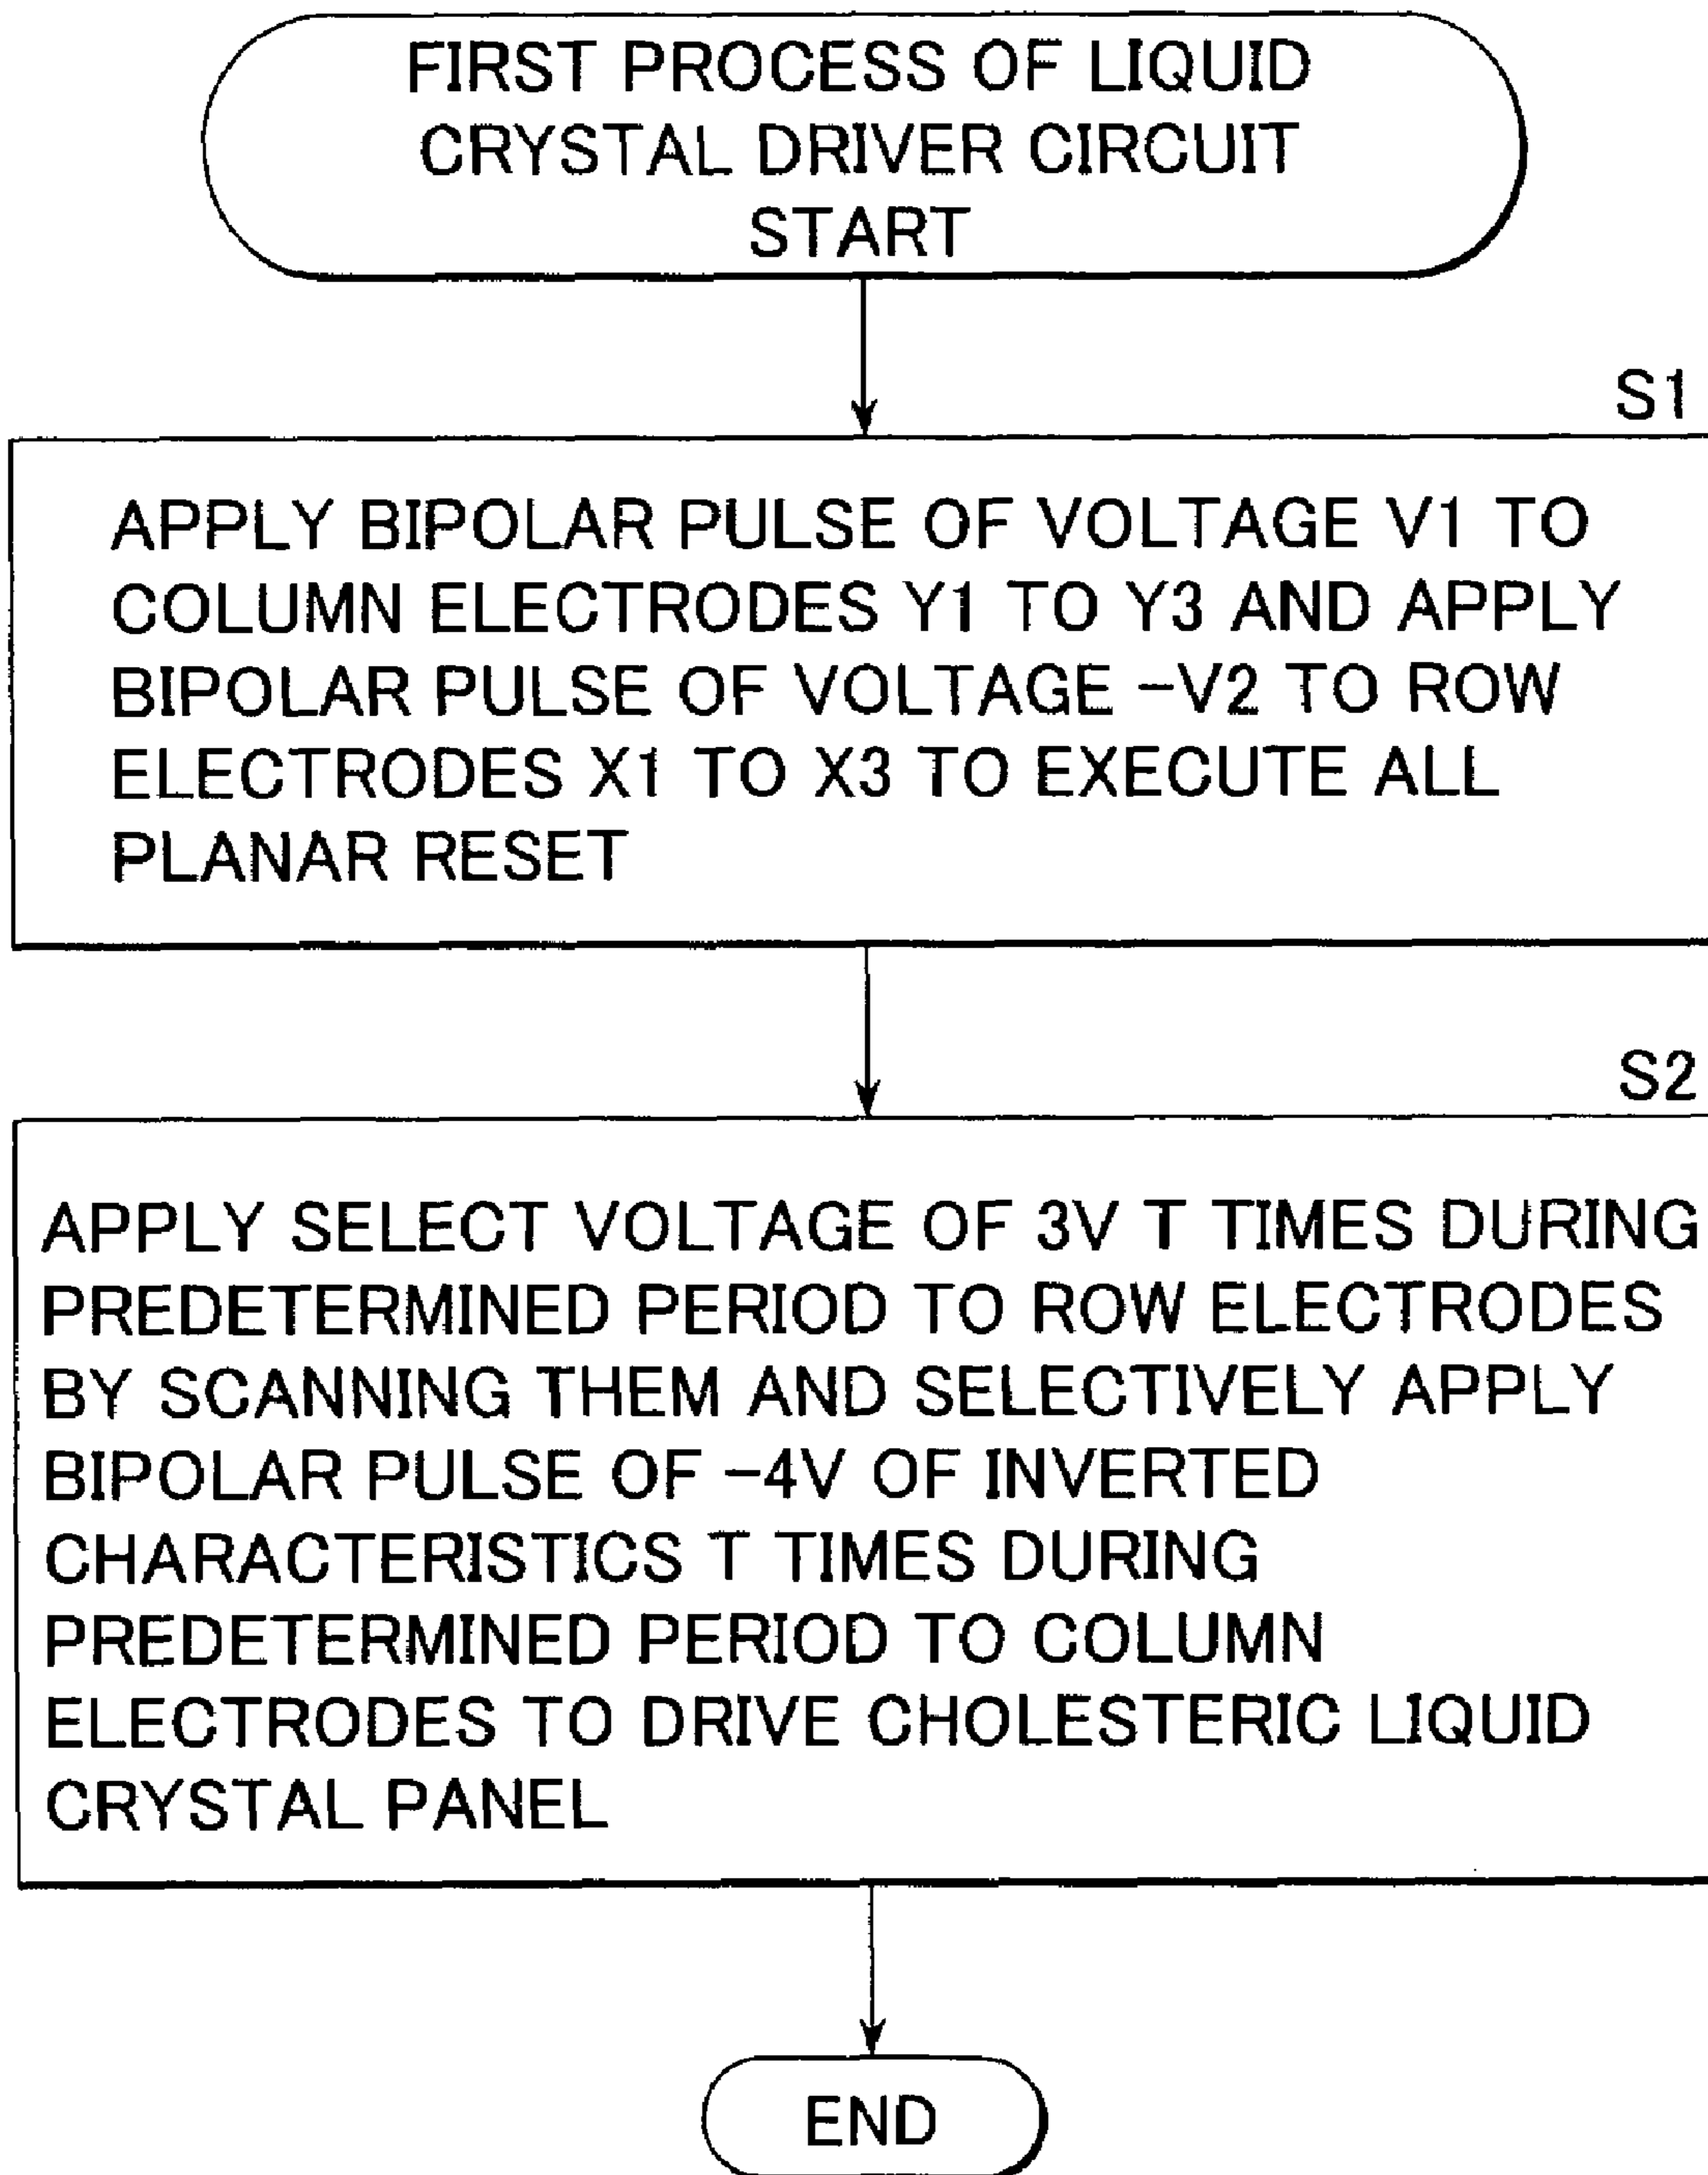 FIRST PROCESS OF LIQUID
CRYSTAL DRIVER CIRCUIT
START
S1
APPLY BIPOLAR PULSE OF VOLTAGE V1 TO
COLUMN ELECTRODES Y1 TO Y3 AND APPLY
BIPOLAR PULSE OF VOLTAGE -V2 TO ROW
ELECTRODES X1 TO X3 TO EXECUTE ALL
PLANAR RESET
S2
APPLY SELECT VOLTAGE OF 3V T TIMES DURING
PREDETERMINED PERIOD TO ROW ELECTRODES
BY SCANNING THEM AND SELECTIVELY APPLY
BIPOLAR PULSE OF -4V OF INVERTED
CHARACTERISTICS T TIMES DURING
PREDETERMINED PERIOD TO COLUMN
ELECTRODES TO DRIVE CHOLESTERIC LIQUID
CRYSTAL PANEL
END